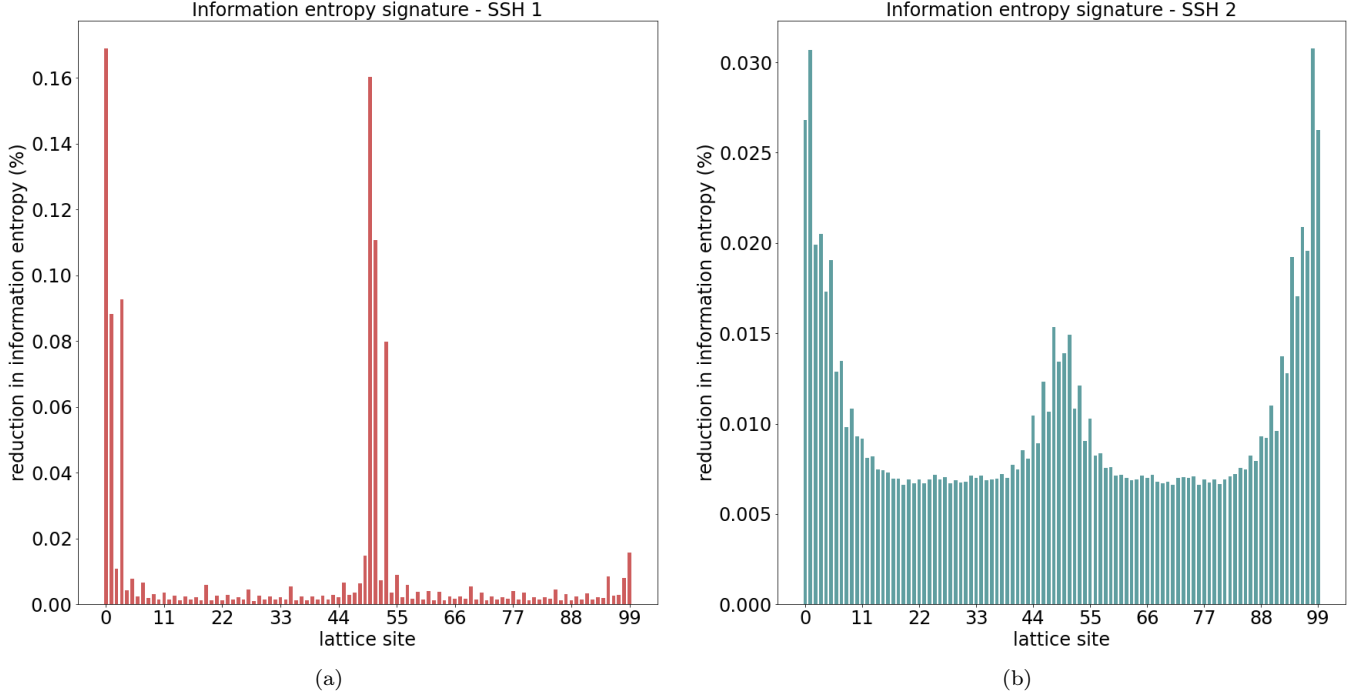 Information entropy signature - SSH 1
reduction in information entropy (%)
0.16
0.14
0.12
0.10
0.08
0.06
0.04
0.02
0.00
0 11 22 33 44 55 66 77 88 99
lattice site
(a)
Information entropy signature - SSH 2
reduction in information entropy (%)
0.030
0.025
0.020
0.015
0.010
0.005
0.000
0 11 22 33 44 55 66 77 88 99
lattice site
(b)